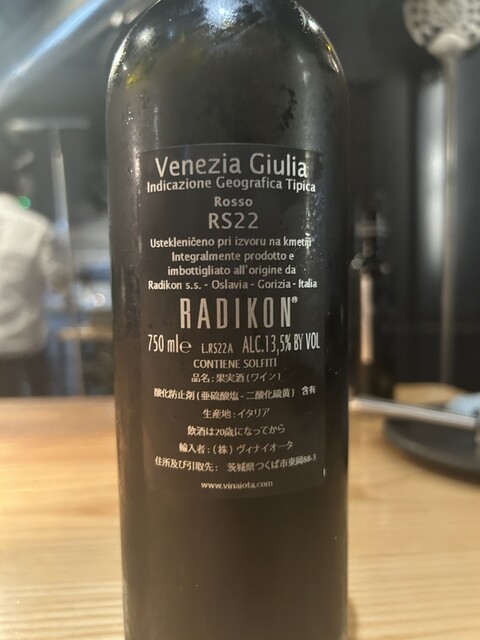 Venezia Giulia
Indicazione Geografica Tipica
Rosso
RS22
Ustekleničeno pri izvoru na kmetiji
Integralmente prodotto e
imbottigliato all'origine da
Radikon s.s. - Oslavia - Gorizia - Italia
RADIKON®
750 ml℮ L.RS22A ALC.13,5% BY VOL
CONTIENE SOLFITI
品名:果実酒(ワイン)
酸化防止剤(亜硫酸塩-二酸化硫黄) 含有
生産地:イタリア
飲酒は20歳になってから
輸入者:(株)ヴィナイオータ
住所及び引取先: 茨城県つくば市東岡88-3
www.vinaiota.com